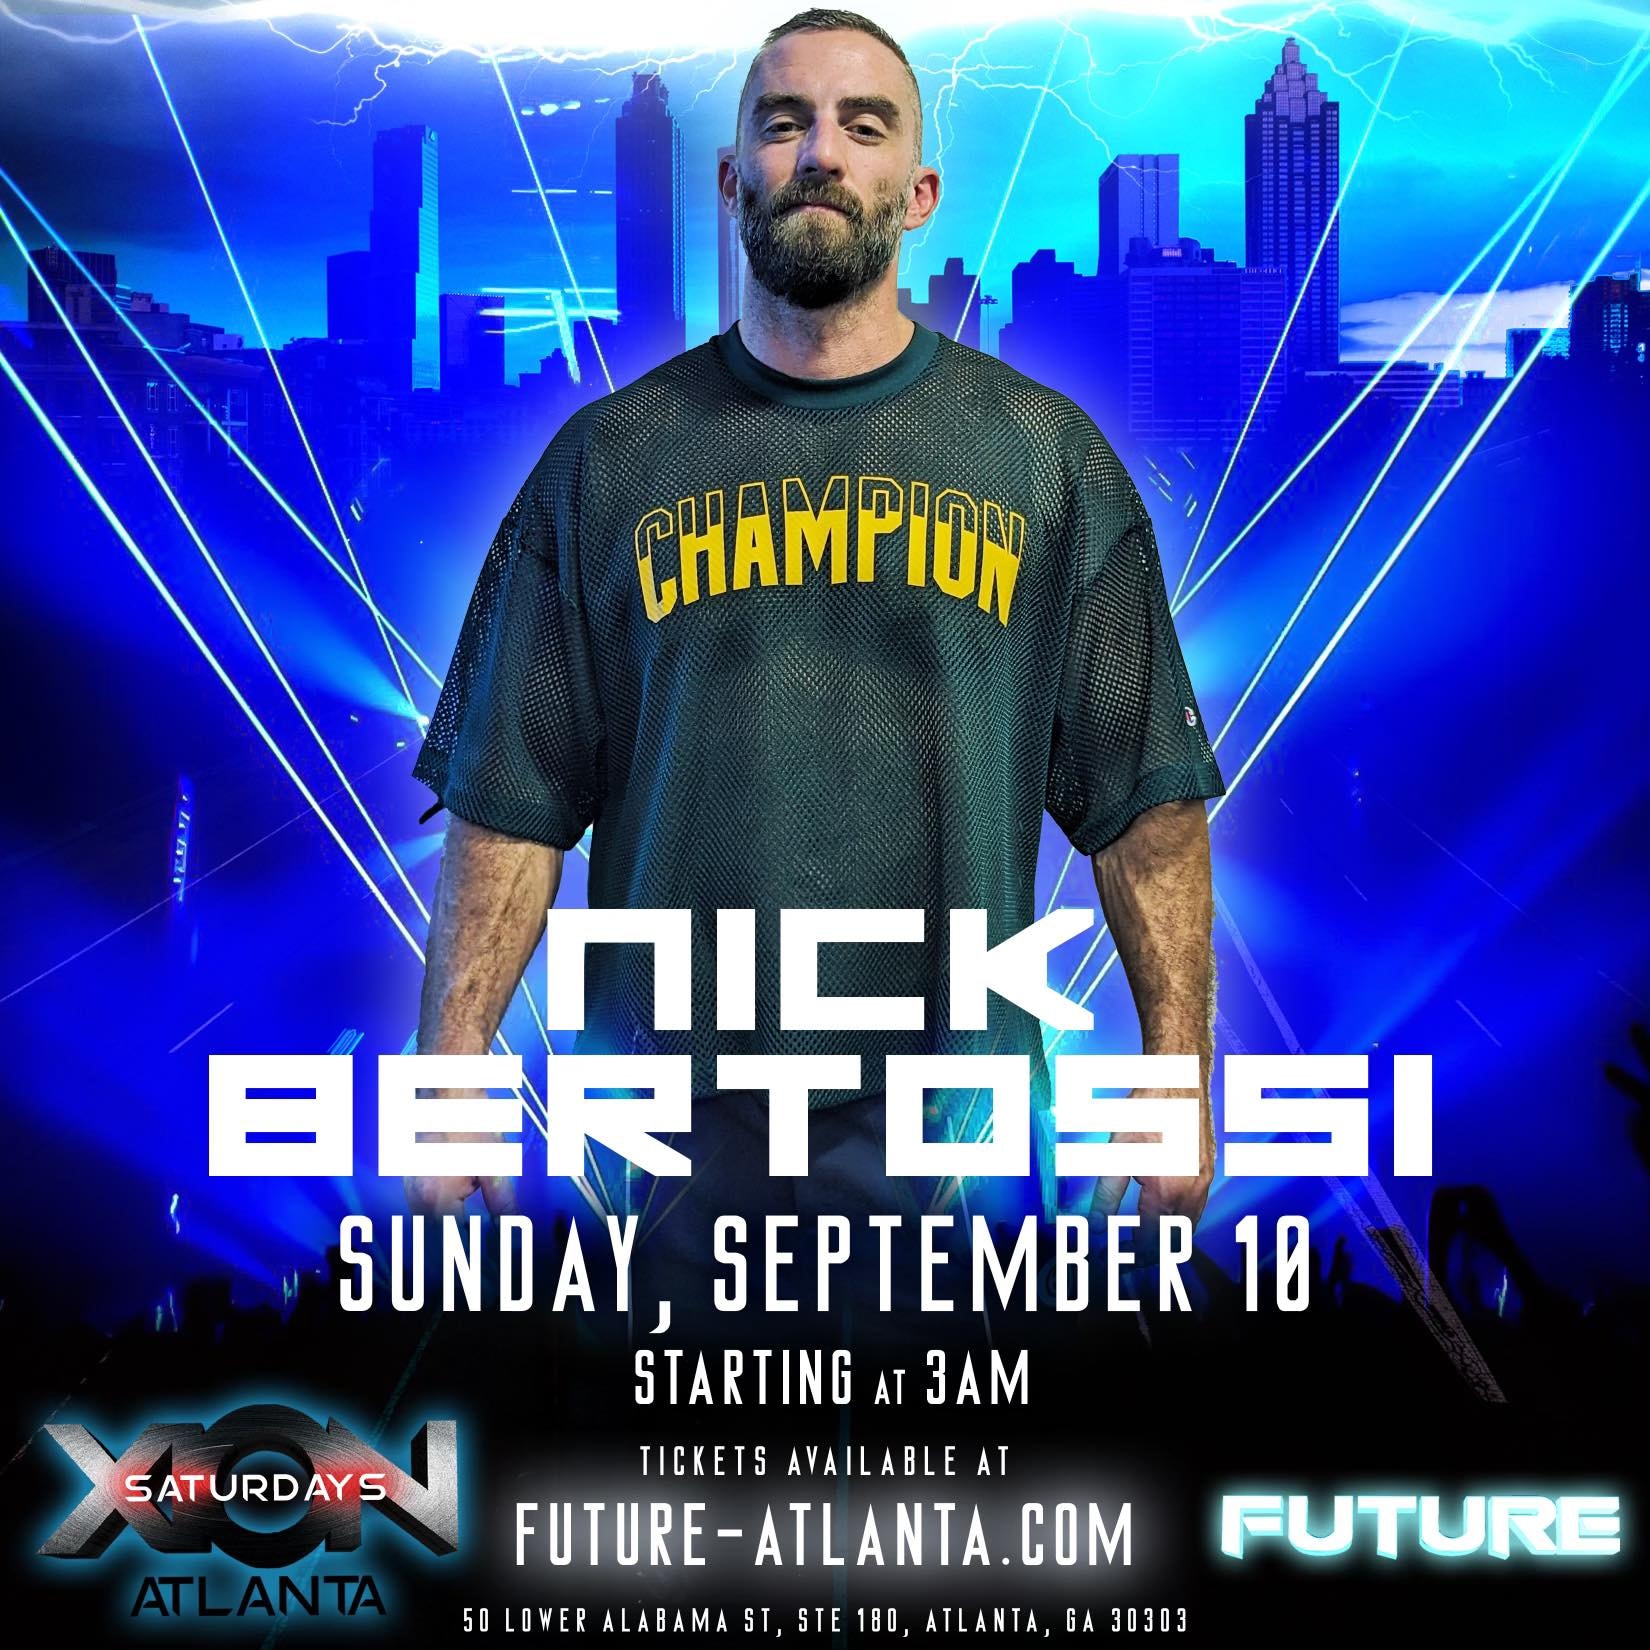 CHAMPION
NICK
BERTOSSI
SUNDAY, SEPTEMBER 10
STARTING AT 3AM
TICKETS AVAILABLE AT
FUTURE-ATLANTA.COM
XION
SATURDAYS
ATLANTA
FUTURE
50 LOWER ALABAMA ST, STE 180, ATLANTA, GA 30303